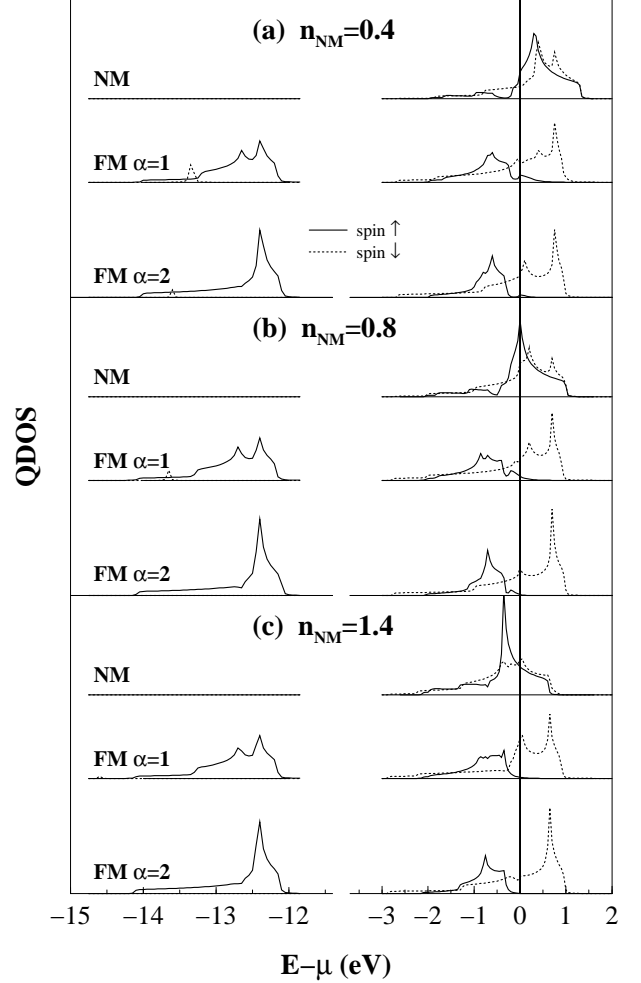 (a) n_NM=0.4
NM
FM α=1
spin ↑
spin ↓
FM α=2
(b) n_NM=0.8
NM
FM α=1
QDOS
FM α=2
(c) n_NM=1.4
NM
FM α=1
FM α=2
−15 −14 −13 −12 −3 −2 −1 0 1 2
E−μ (eV)